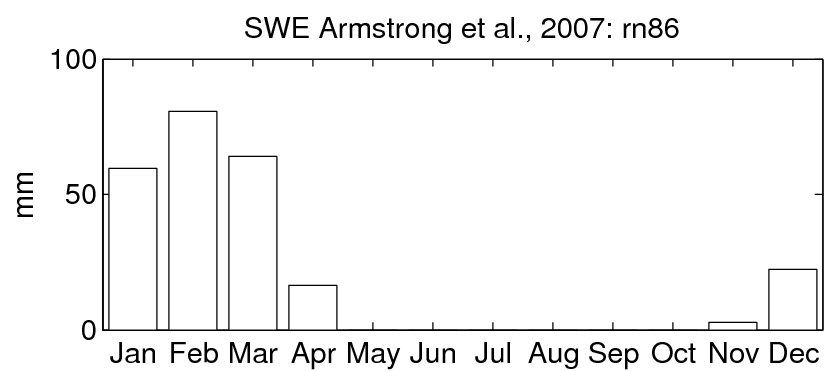 SWE Armstrong et al., 2007: rn86
100
50
0
mm
Jan Feb Mar Apr May Jun Jul Aug Sep Oct Nov Dec